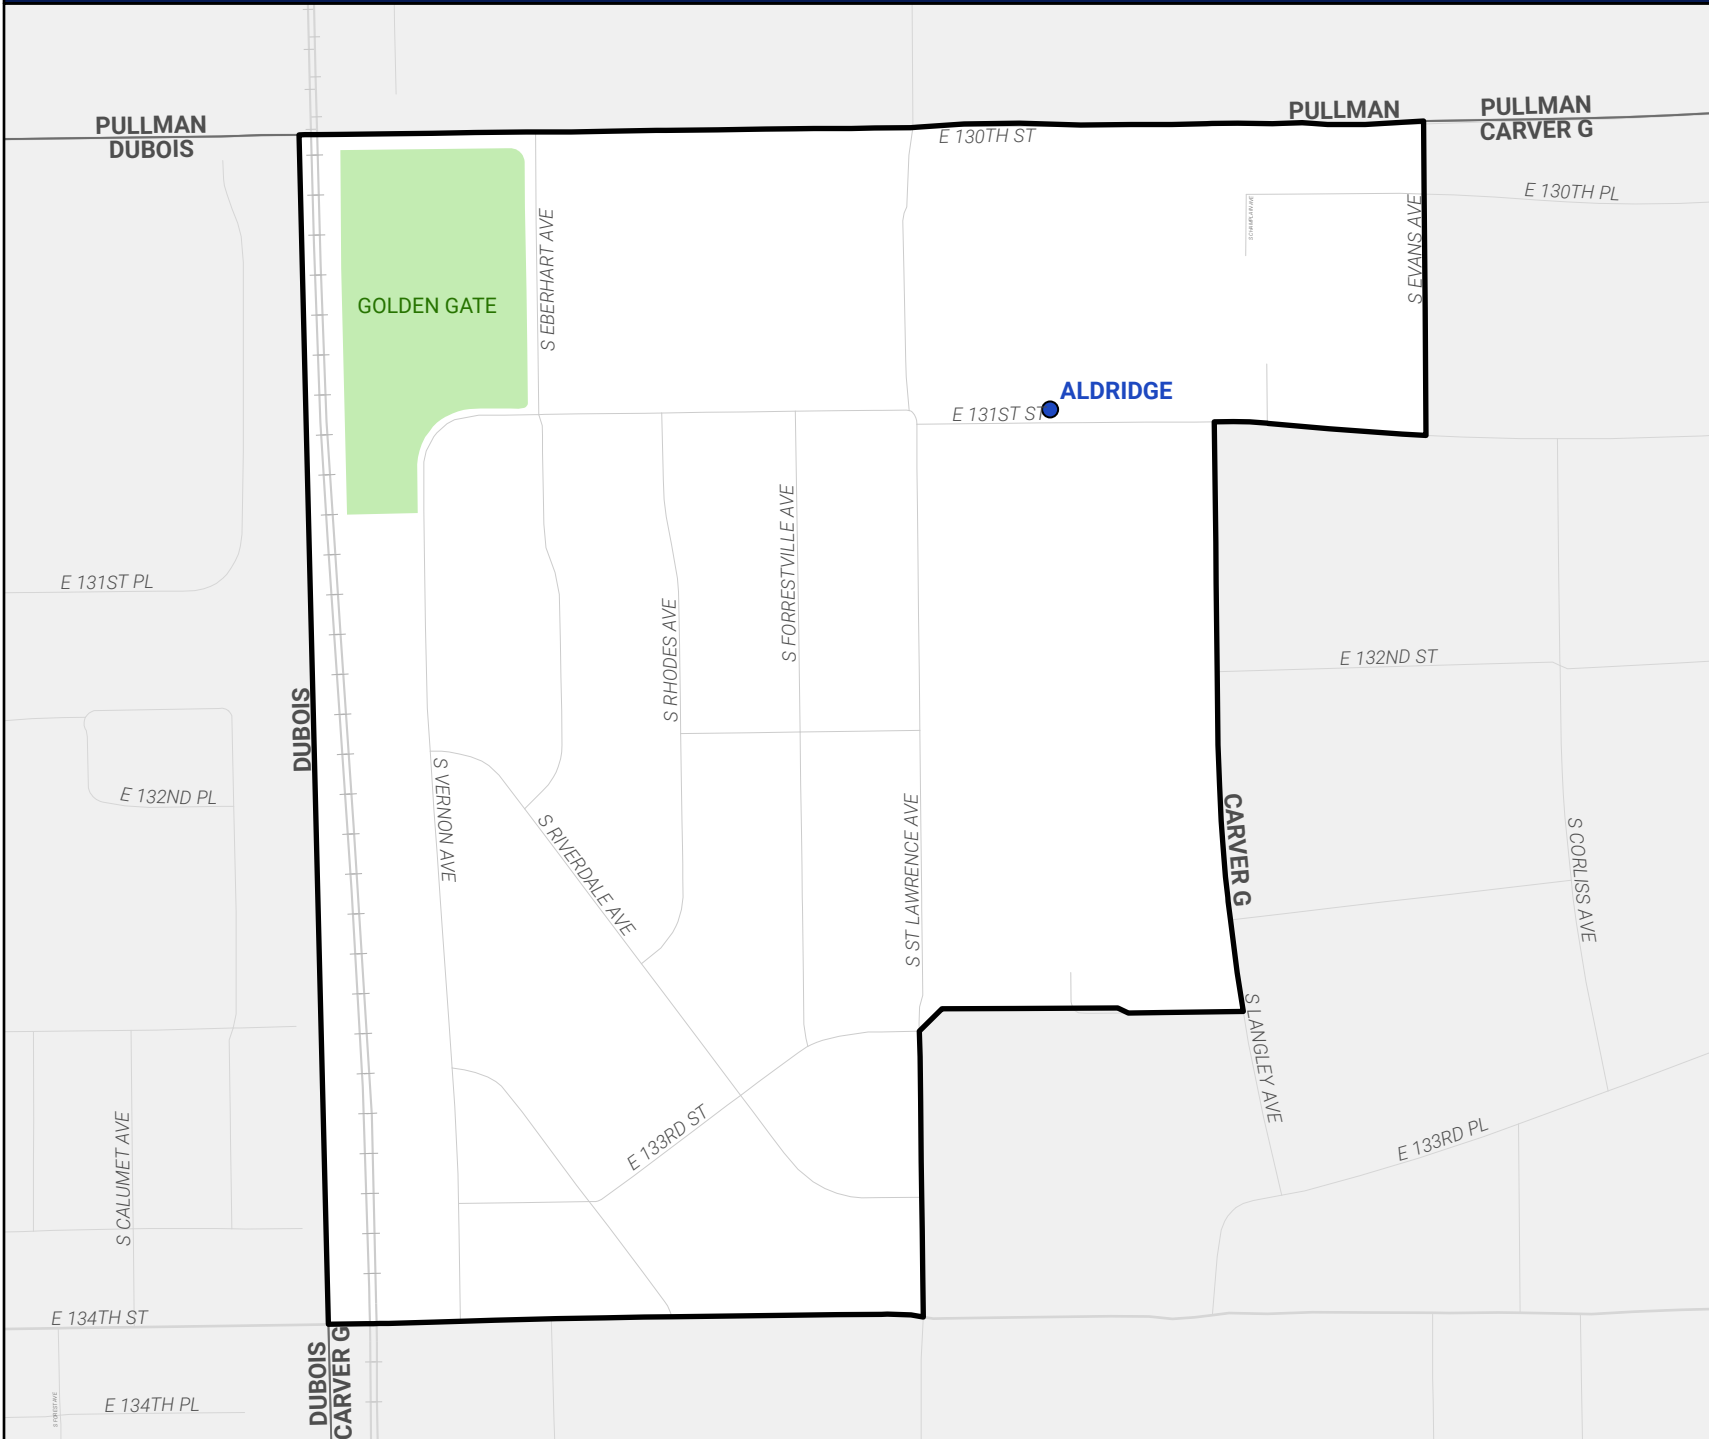 PULLMAN
DUBOIS
PULLMAN
PULLMAN
CARVER G
E 130TH ST
E 130TH PL
S EVANS AVE
S EBERHART AVE
GOLDEN GATE
ALDRIDGE
E 131ST ST
E 131ST PL
S FORRESTVILLE AVE
S RHODES AVE
E 132ND ST
DUBOIS
E 132ND PL
S VERNON AVE
S RIVERDALE AVE
S ST LAWRENCE AVE
CARVER G
S CORLISS AVE
S LANGLEY AVE
S CALUMET AVE
E 133RD ST
E 133RD PL
E 134TH ST
DUBOIS
CARVER G
E 134TH PL
S FOREST AVE